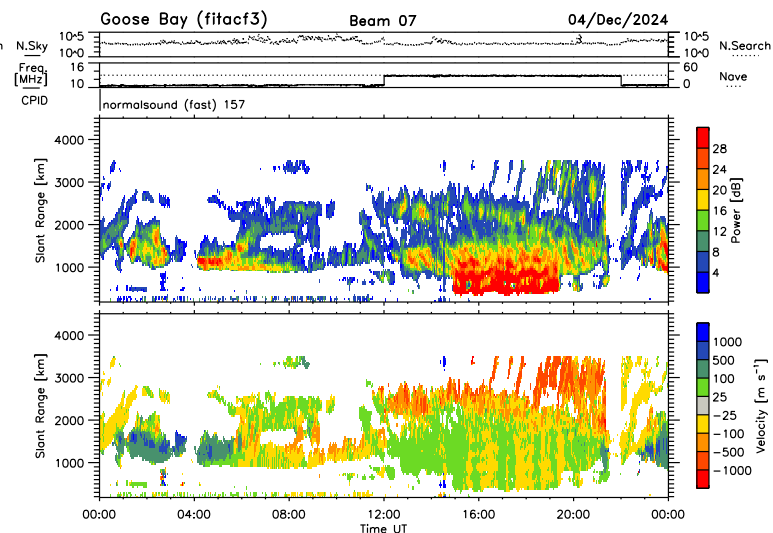 Goose Bay (fitacf3) Beam 07 04/Dec/2024
n N.Sky 10^5 10^0 10^5 10^0 N.Search
Freq. [MHz] 16 10 60 0 Nave
CPID normalsound (fast) 157
Slant Range [km] 4000 3000 2000 1000
28 24 20 16 12 8 4 Power [dB]
Slant Range [km] 4000 3000 2000 1000
1000 500 100 25 -25 -100 -500 -1000 Velocity [m s⁻¹]
00:00 04:00 08:00 12:00 16:00 20:00 00:00
Time UT